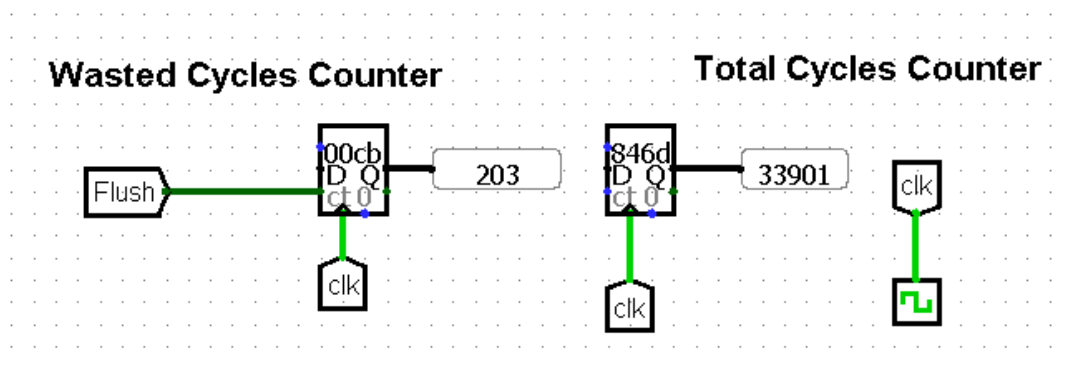 Wasted Cycles Counter
Total Cycles Counter
00cb
D Q
ct 0
Flush
203
clk
846d
D Q
ct 0
33901
clk
clk